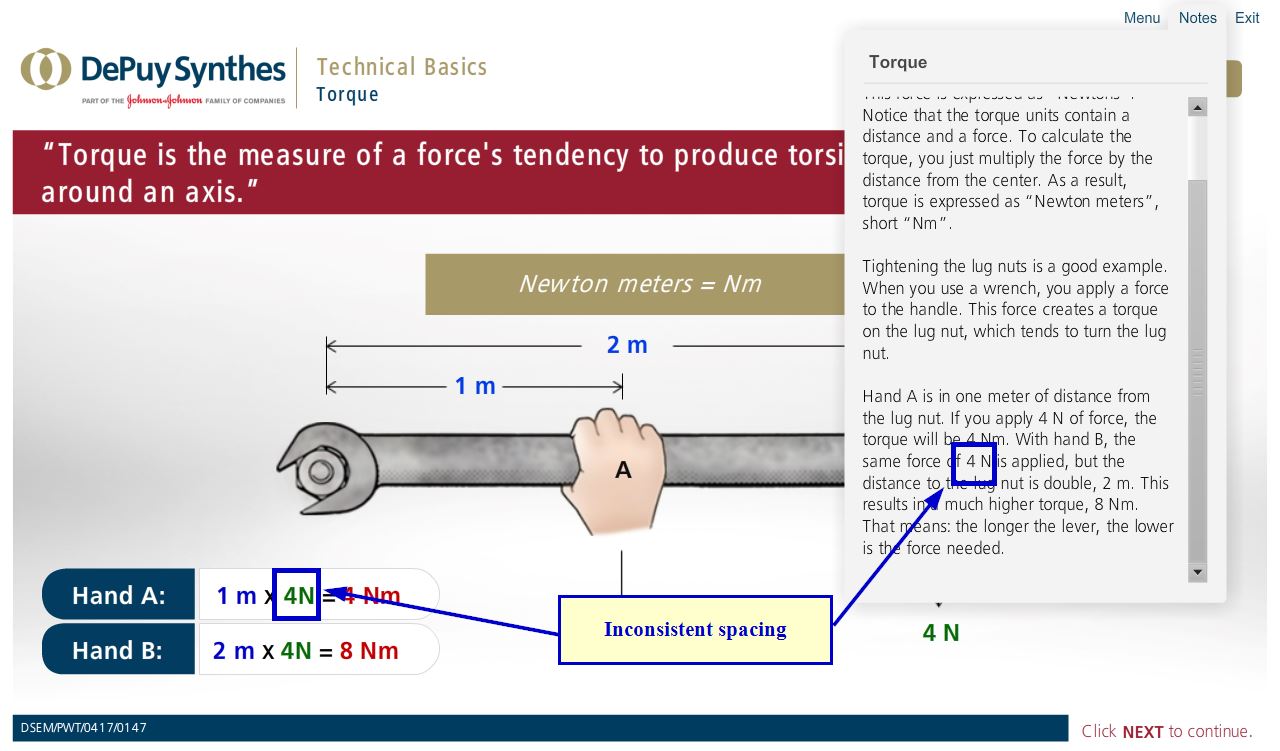 Menu Notes Exit
DePuy Synthes
PART OF THE Johnson & Johnson FAMILY OF COMPANIES
Technical Basics
Torque
“Torque is the measure of a force's tendency to produce torsi
around an axis.”
Newton meters = Nm
2 m
1 m
A
Hand A: 1 m x 4N = 4 Nm
Hand B: 2 m x 4N = 8 Nm
Inconsistent spacing
4 N
Torque
This force is expressed as “Newtons”.
Notice that the torque units contain a
distance and a force. To calculate the
torque, you just multiply the force by the
distance from the center. As a result,
torque is expressed as “Newton meters”,
short “Nm”.
Tightening the lug nuts is a good example.
When you use a wrench, you apply a force
to the handle. This force creates a torque
on the lug nut, which tends to turn the lug
nut.
Hand A is in one meter of distance from
the lug nut. If you apply 4 N of force, the
torque will be 4 Nm. With hand B, the
same force of 4 N is applied, but the
distance to the lug nut is double, 2 m. This
results in a much higher torque, 8 Nm.
That means: the longer the lever, the lower
is the force needed.
DSEM/PWT/0417/0147
Click NEXT to continue.